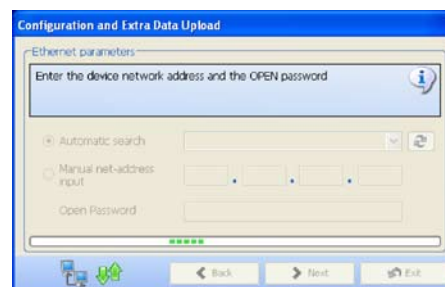 Configuration and Extra Data Upload
Ethernet parameters
Enter the device network address and the OPEN password
Automatic search
Manual net-address
input
Open Password
Back
Next
Exit